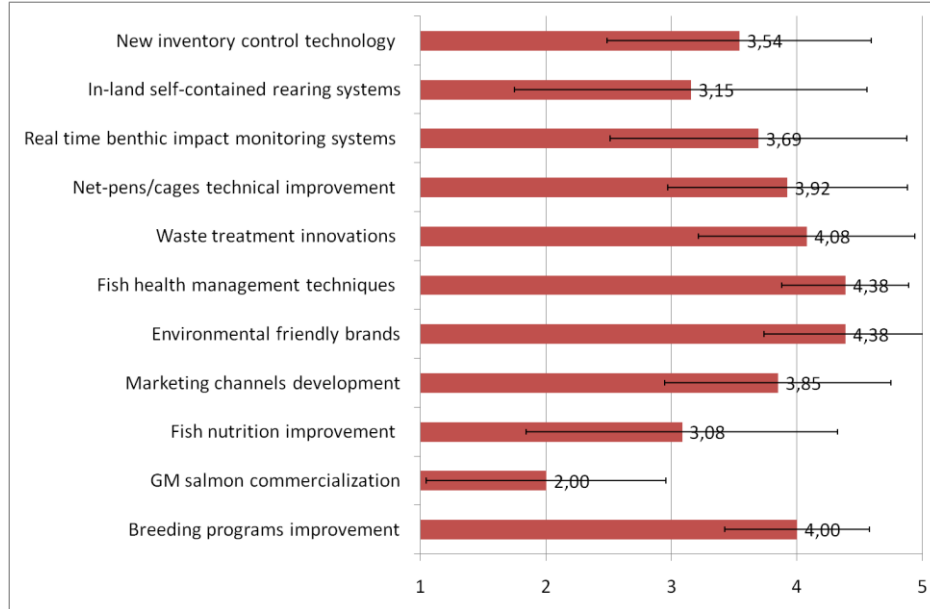 New inventory control technology 3,54
In-land self-contained rearing systems 3,15
Real time benthic impact monitoring systems 3,69
Net-pens/cages technical improvement 3,92
Waste treatment innovations 4,08
Fish health management techniques 4,38
Environmental friendly brands 4,38
Marketing channels development 3,85
Fish nutrition improvement 3,08
GM salmon commercialization 2,00
Breeding programs improvement 4,00
1 2 3 4 5